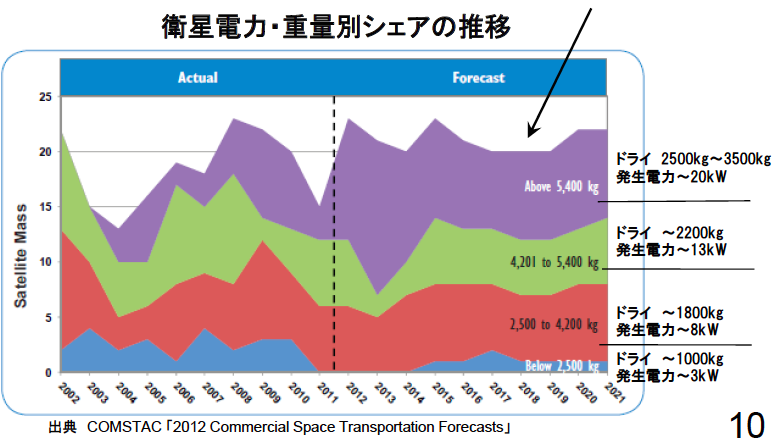 衛星電力・重量別シェアの推移
Actual
Forecast
Satellite Mass
25
20
15
10
5
0
Above 5,400 kg
4,201 to 5,400 kg
2,500 to 4,200 kg
Below 2,500 kg
2002
2003
2004
2005
2006
2007
2008
2009
2010
2011
2012
2013
2014
2015
2016
2017
2018
2019
2020
2021
ドライ 2500kg～3500kg
発生電力～20kW
ドライ ～2200kg
発生電力～13kW
ドライ ～1800kg
発生電力～8kW
ドライ ～1000kg
発生電力～3kW
出典 COMSTAC「2012 Commercial Space Transportation Forecasts」
10